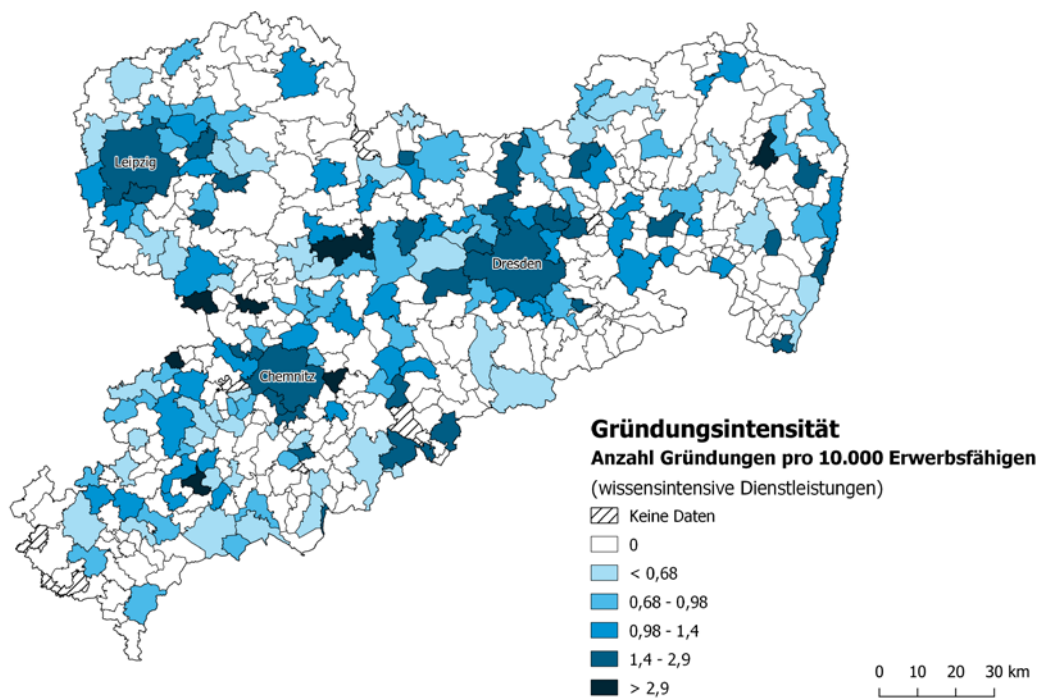 Leipzig
Dresden
Chemnitz
Gründungsintensität
Anzahl Gründungen pro 10.000 Erwerbsfähigen
(wissensintensive Dienstleistungen)
Keine Daten
0
< 0,68
0,68 - 0,98
0,98 - 1,4
1,4 - 2,9
> 2,9
0 10 20 30 km